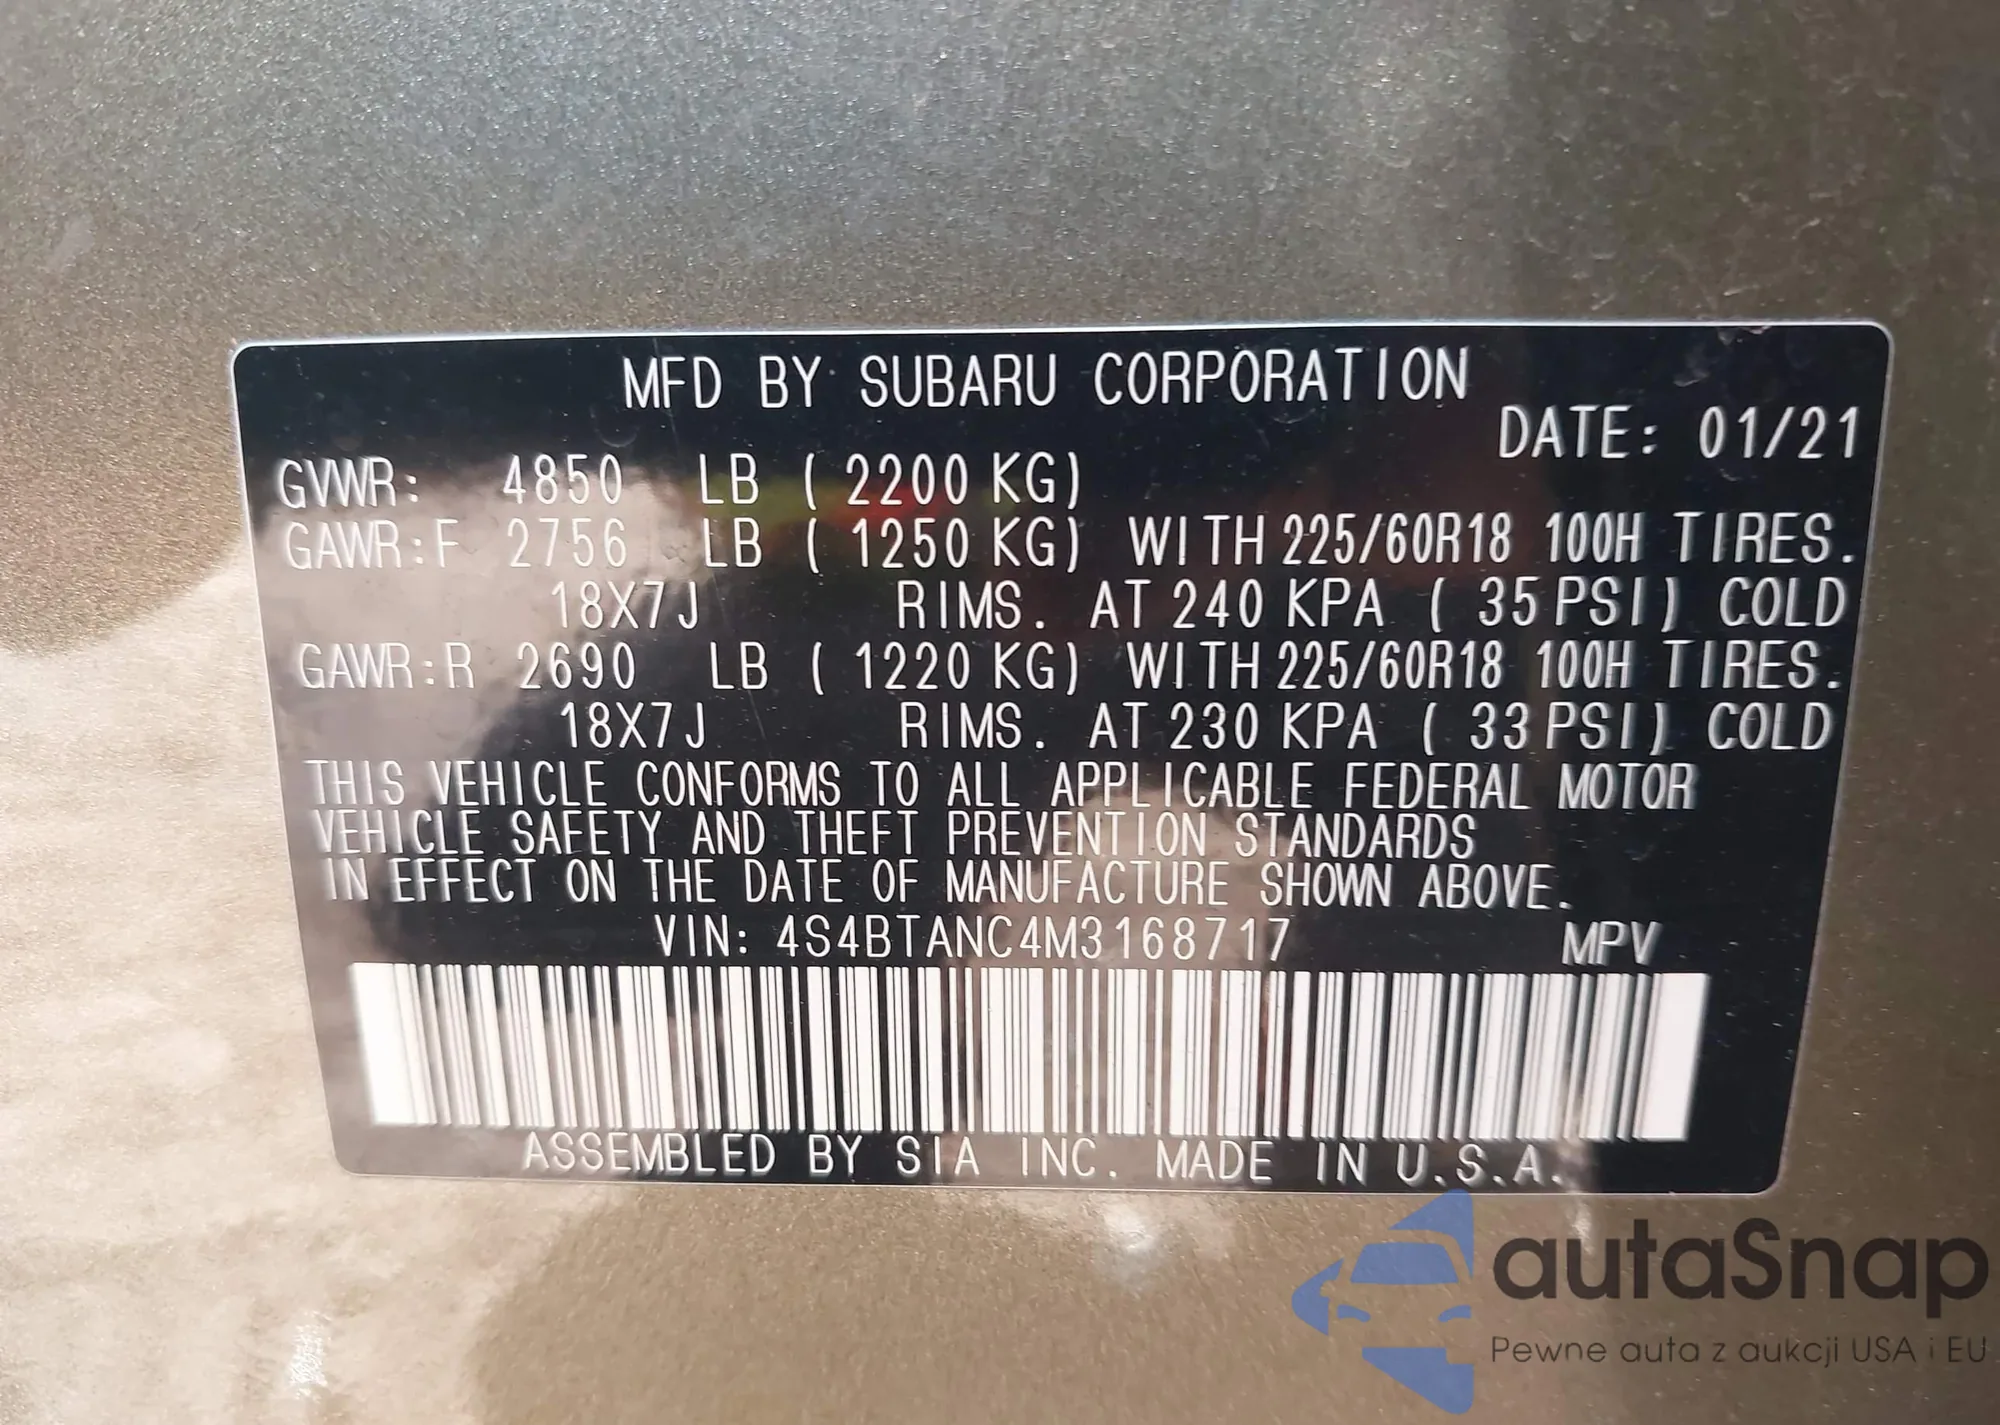 MFD BY SUBARU CORPORATION
DATE: 01/21
GVWR: 4850 LB ( 2200 KG)
GAWR:F 2756 LB ( 1250 KG) WITH 225/60R18 100H TIRES.
18X7J RIMS. AT 240 KPA ( 35 PSI) COLD
GAWR:R 2690 LB ( 1220 KG) WITH 225/60R18 100H TIRES.
18X7J RIMS. AT 230 KPA ( 33 PSI) COLD
THIS VEHICLE CONFORMS TO ALL APPLICABLE FEDERAL MOTOR
VEHICLE SAFETY AND THEFT PREVENTION STANDARDS
IN EFFECT ON THE DATE OF MANUFACTURE SHOWN ABOVE.
VIN: 4S4BTANC4M3168717 MPV
ASSEMBLED BY SIA INC. MADE IN U.S.A.
autaSnap
Pewne auta z aukcji USA i EU